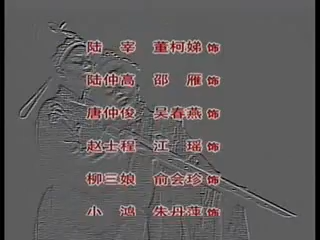 陆宰 董柯娣 饰
陆仲高 邵雁 饰
唐仲俊 吴春燕 饰
赵士程 江瑶 饰
柳三娘 俞会珍 饰
小鸿 朱丹萍 饰